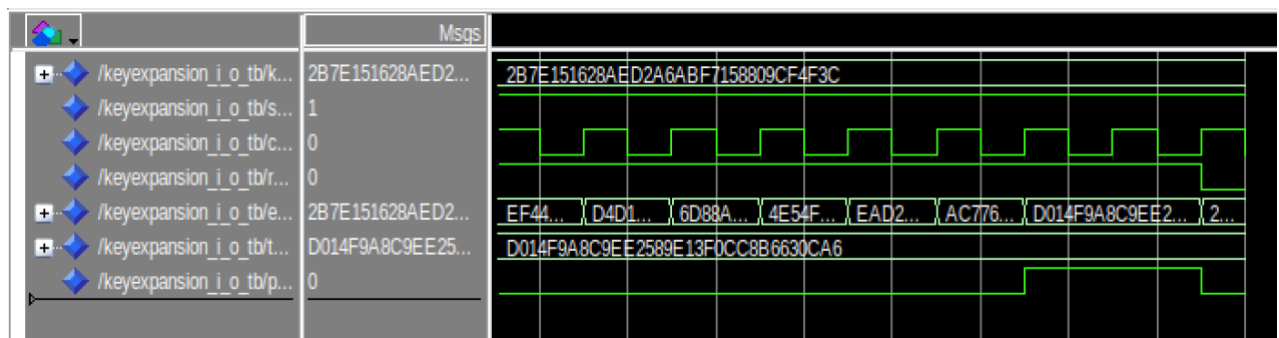 Msgs
/keyexpansion_i_o_tb/k... 2B7E151628AED2... 2B7E151628AED2A6ABF7158809CF4F3C
/keyexpansion_i_o_tb/s... 1
/keyexpansion_i_o_tb/c... 0
/keyexpansion_i_o_tb/r... 0
/keyexpansion_i_o_tb/e... 2B7E151628AED2... EF44... D4D1... 6D88A... 4E54F... EAD2... AC776... D014F9A8C9EE2... 2...
/keyexpansion_i_o_tb/t... D014F9A8C9EE25... D014F9A8C9EE2589E13F0CC8B6630CA6
/keyexpansion_i_o_tb/p... 0